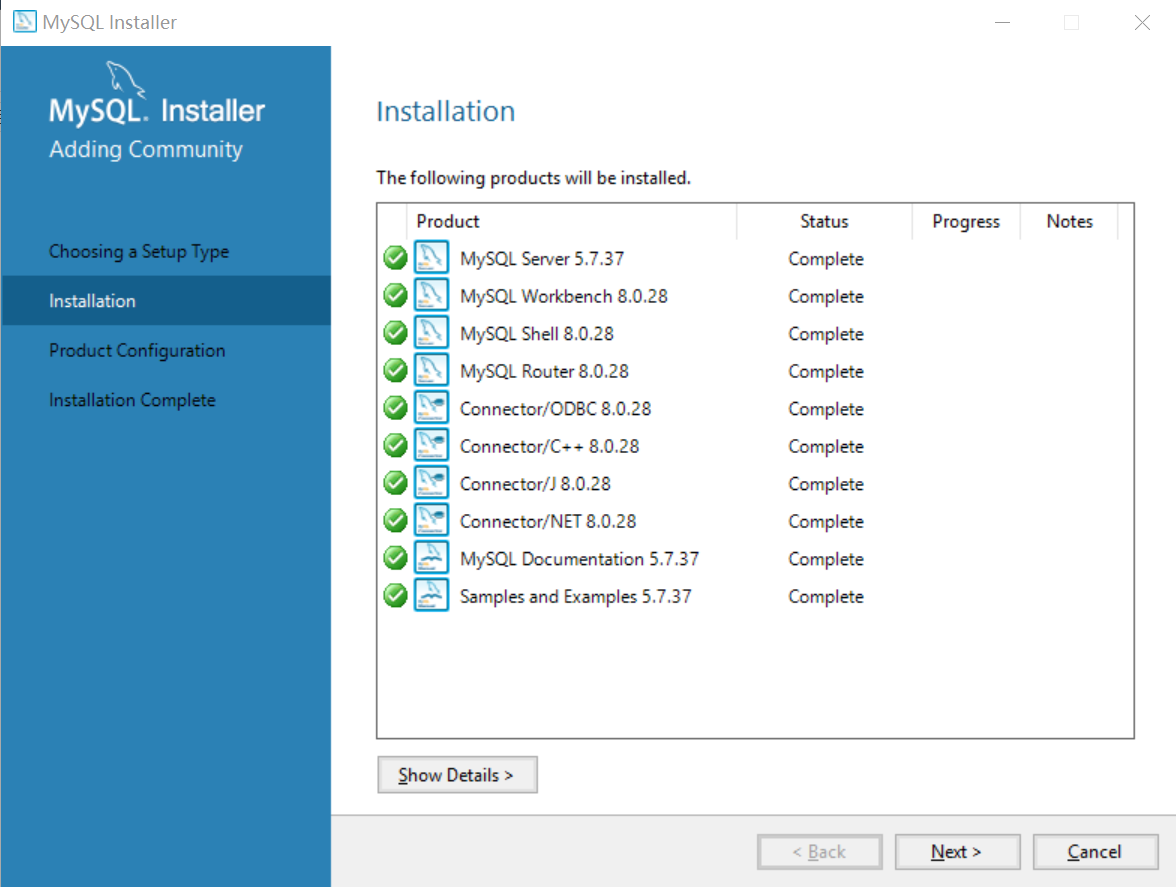 MySQL Installer
MySQL. Installer
Adding Community
Choosing a Setup Type
Installation
Product Configuration
Installation Complete
Installation
The following products will be installed.
Product Status Progress Notes
MySQL Server 5.7.37 Complete
MySQL Workbench 8.0.28 Complete
MySQL Shell 8.0.28 Complete
MySQL Router 8.0.28 Complete
Connector/ODBC 8.0.28 Complete
Connector/C++ 8.0.28 Complete
Connector/J 8.0.28 Complete
Connector/NET 8.0.28 Complete
MySQL Documentation 5.7.37 Complete
Samples and Examples 5.7.37 Complete
Show Details >
< Back Next > Cancel